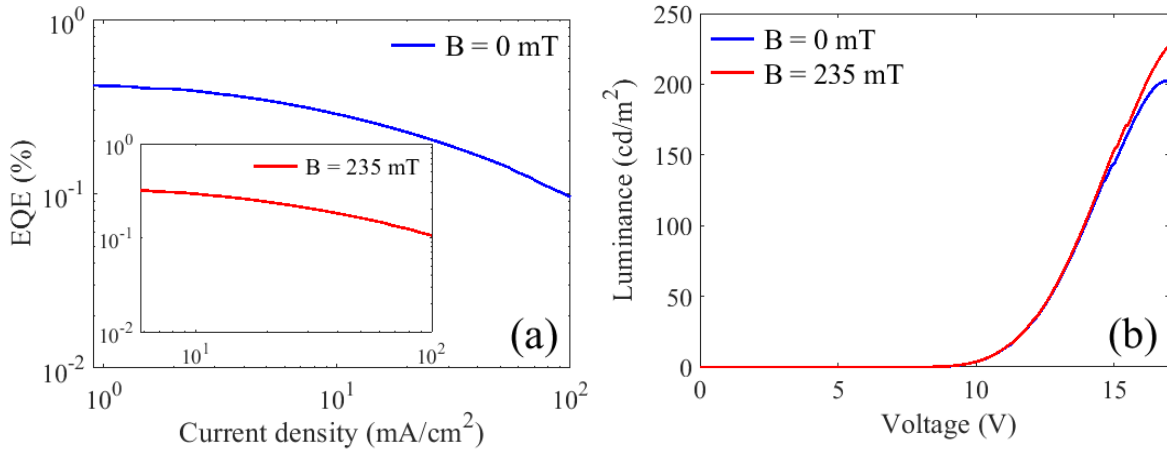 10^0
B = 0 mT
EQE (%)
10^-1
10^-2
10^0
B = 235 mT
10^-1
10^-2
10^1
10^2
(a)
10^0
10^1
10^2
Current density (mA/cm^2)
250
200
150
100
50
0
Luminance (cd/m^2)
B = 0 mT
B = 235 mT
(b)
0
5
10
15
Voltage (V)